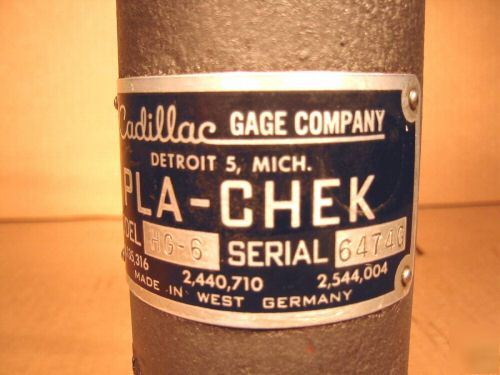 Cadillac GAGE COMPANY
DETROIT 5, MICH.
PLA-CHEK
HG-6 SERIAL 6474G
2,440,710 2,544,004
MADE IN WEST GERMANY